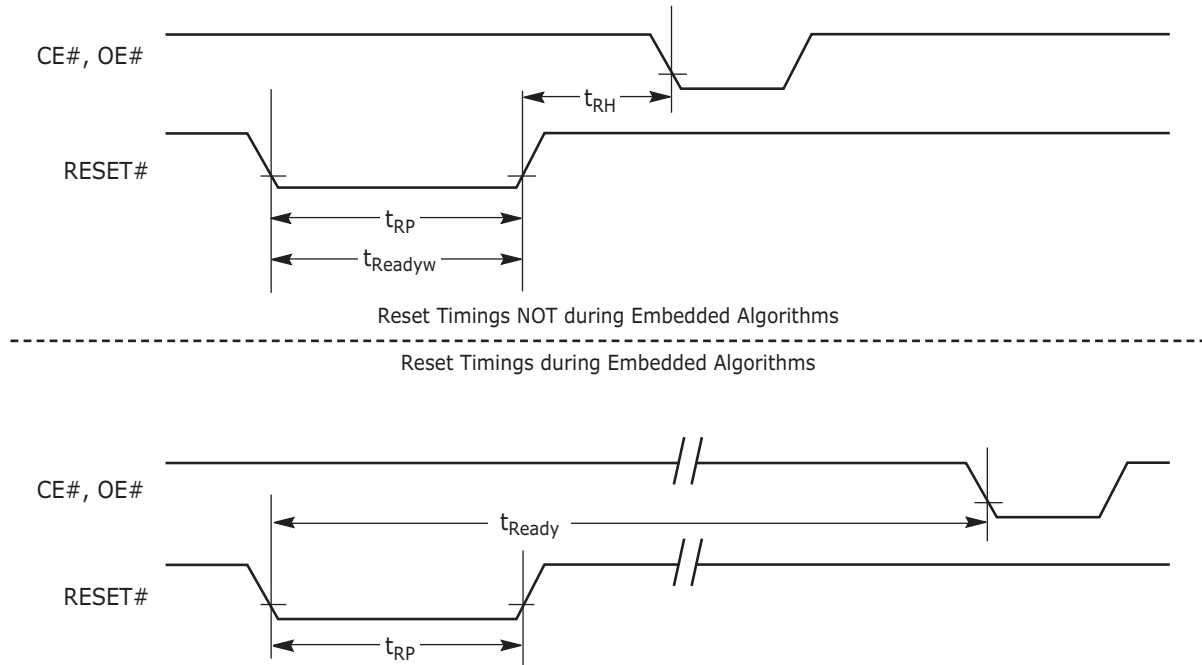 CE#, OE#
tRH
RESET#
tRP
tReadyw
Reset Timings NOT during Embedded Algorithms
Reset Timings during Embedded Algorithms
CE#, OE#
tReady
RESET#
tRP